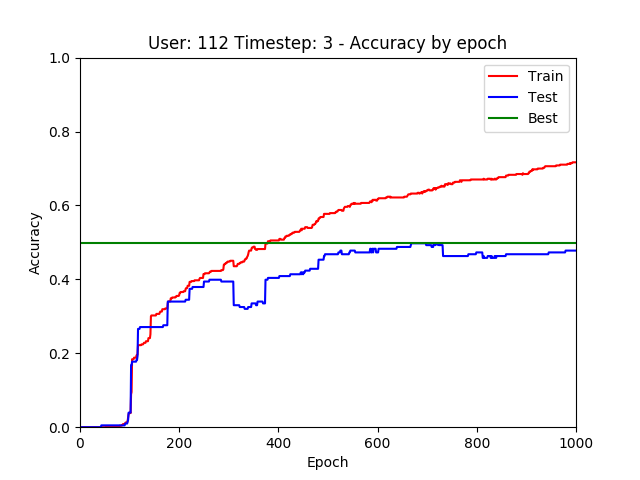 User: 112 Timestep: 3 - Accuracy by epoch
1.0
0.8
0.6
0.4
0.2
0.0
Accuracy
Train
Test
Best
0 200 400 600 800 1000
Epoch